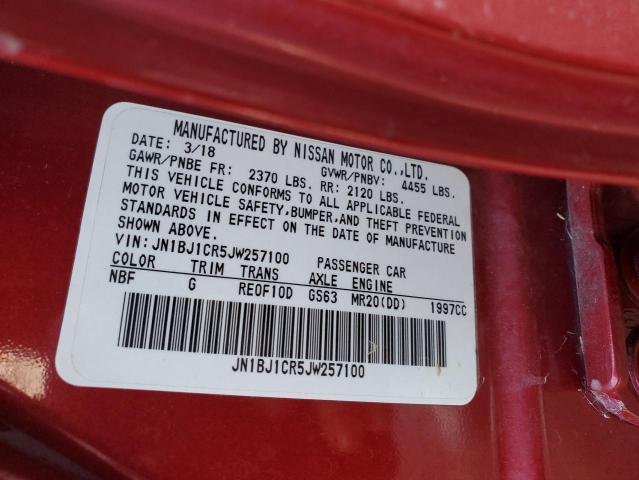 MANUFACTURED BY NISSAN MOTOR CO.,LTD.
DATE: 3/18 GVWR/PNBV: 4455 LBS.
GAWR/PNBE FR: 2370 LBS. RR: 2120 LBS.
THIS VEHICLE CONFORMS TO ALL APPLICABLE FEDERAL
MOTOR VEHICLE SAFETY,BUMPER,AND THEFT PREVENTION
STANDARDS IN EFFECT ON THE DATE OF MANUFACTURE
SHOWN ABOVE.
VIN: JN1BJ1CR5JW257100 PASSENGER CAR
COLOR TRIM TRANS AXLE ENGINE
NBF G RE0F10D GS63 MR20(DD) 1997CC
JN1BJ1CR5JW257100